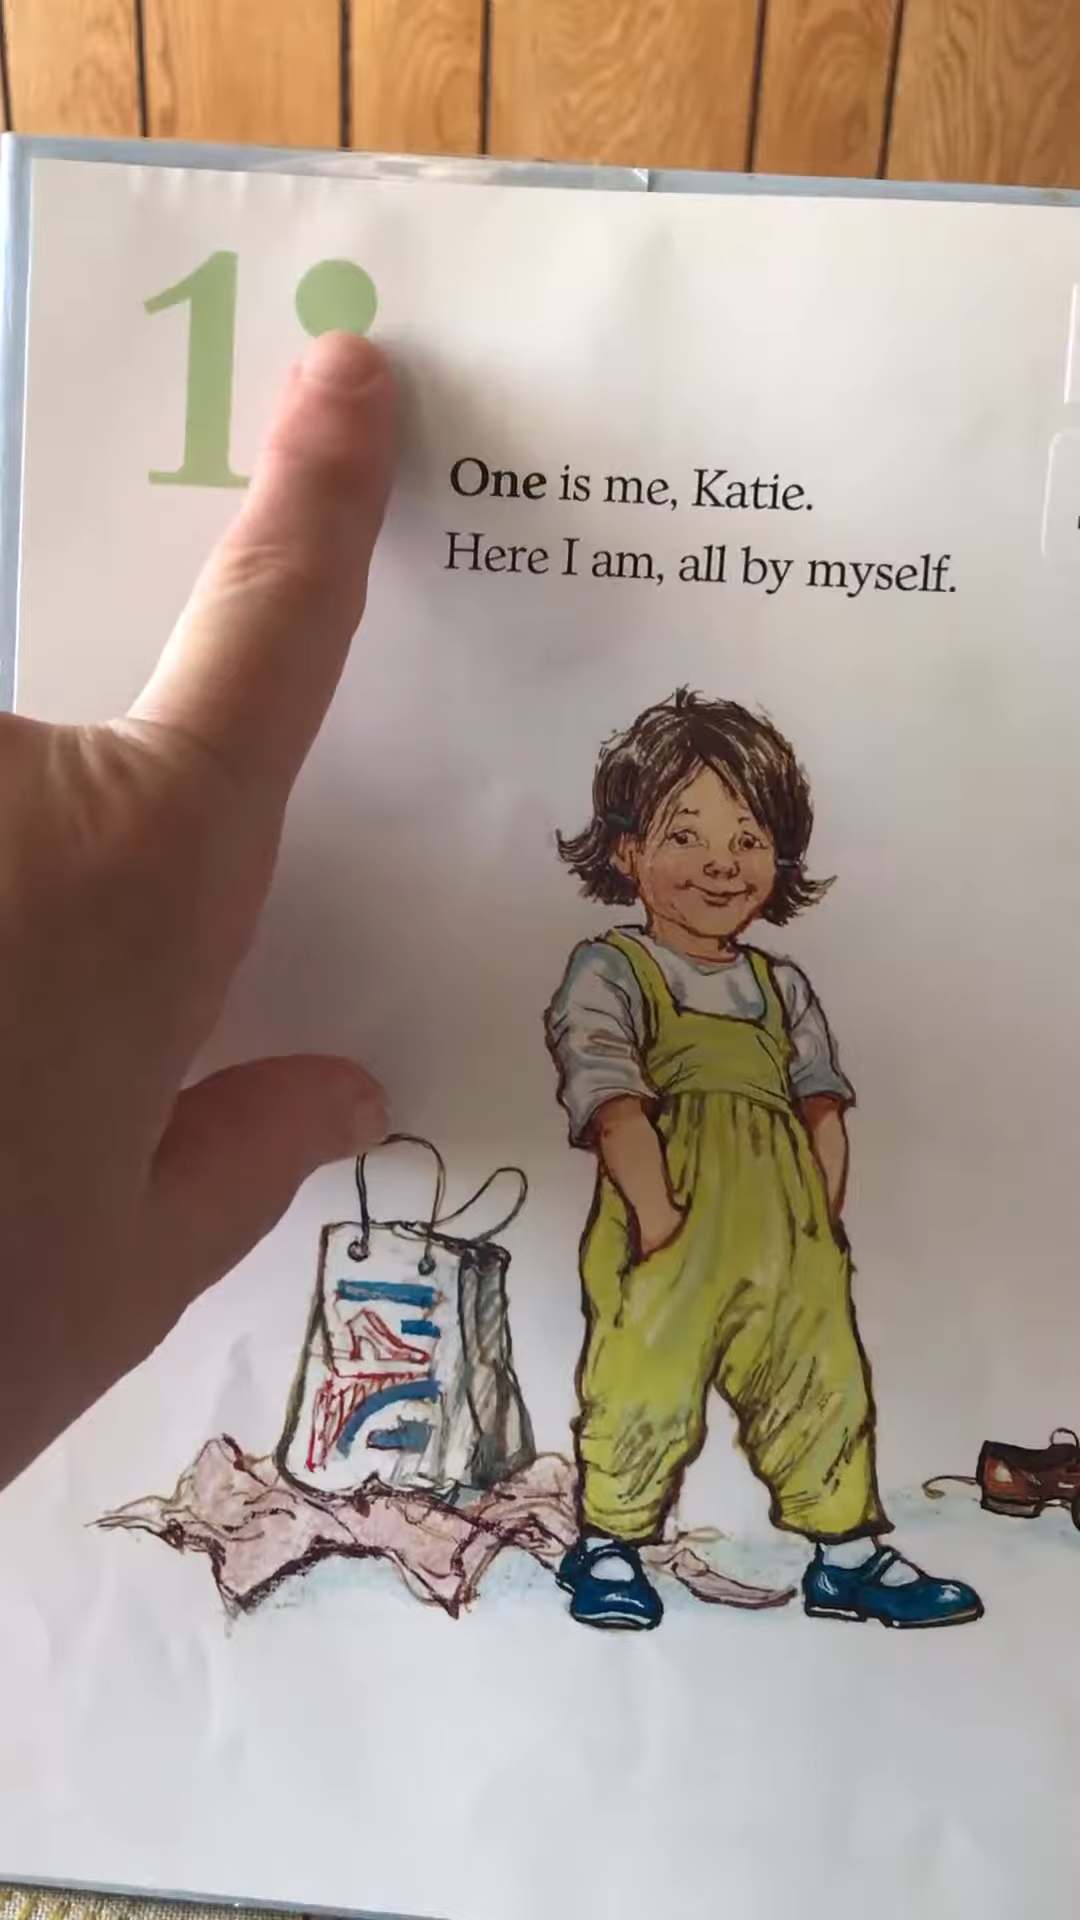 1
One is me, Katie.
Here I am, all by myself.